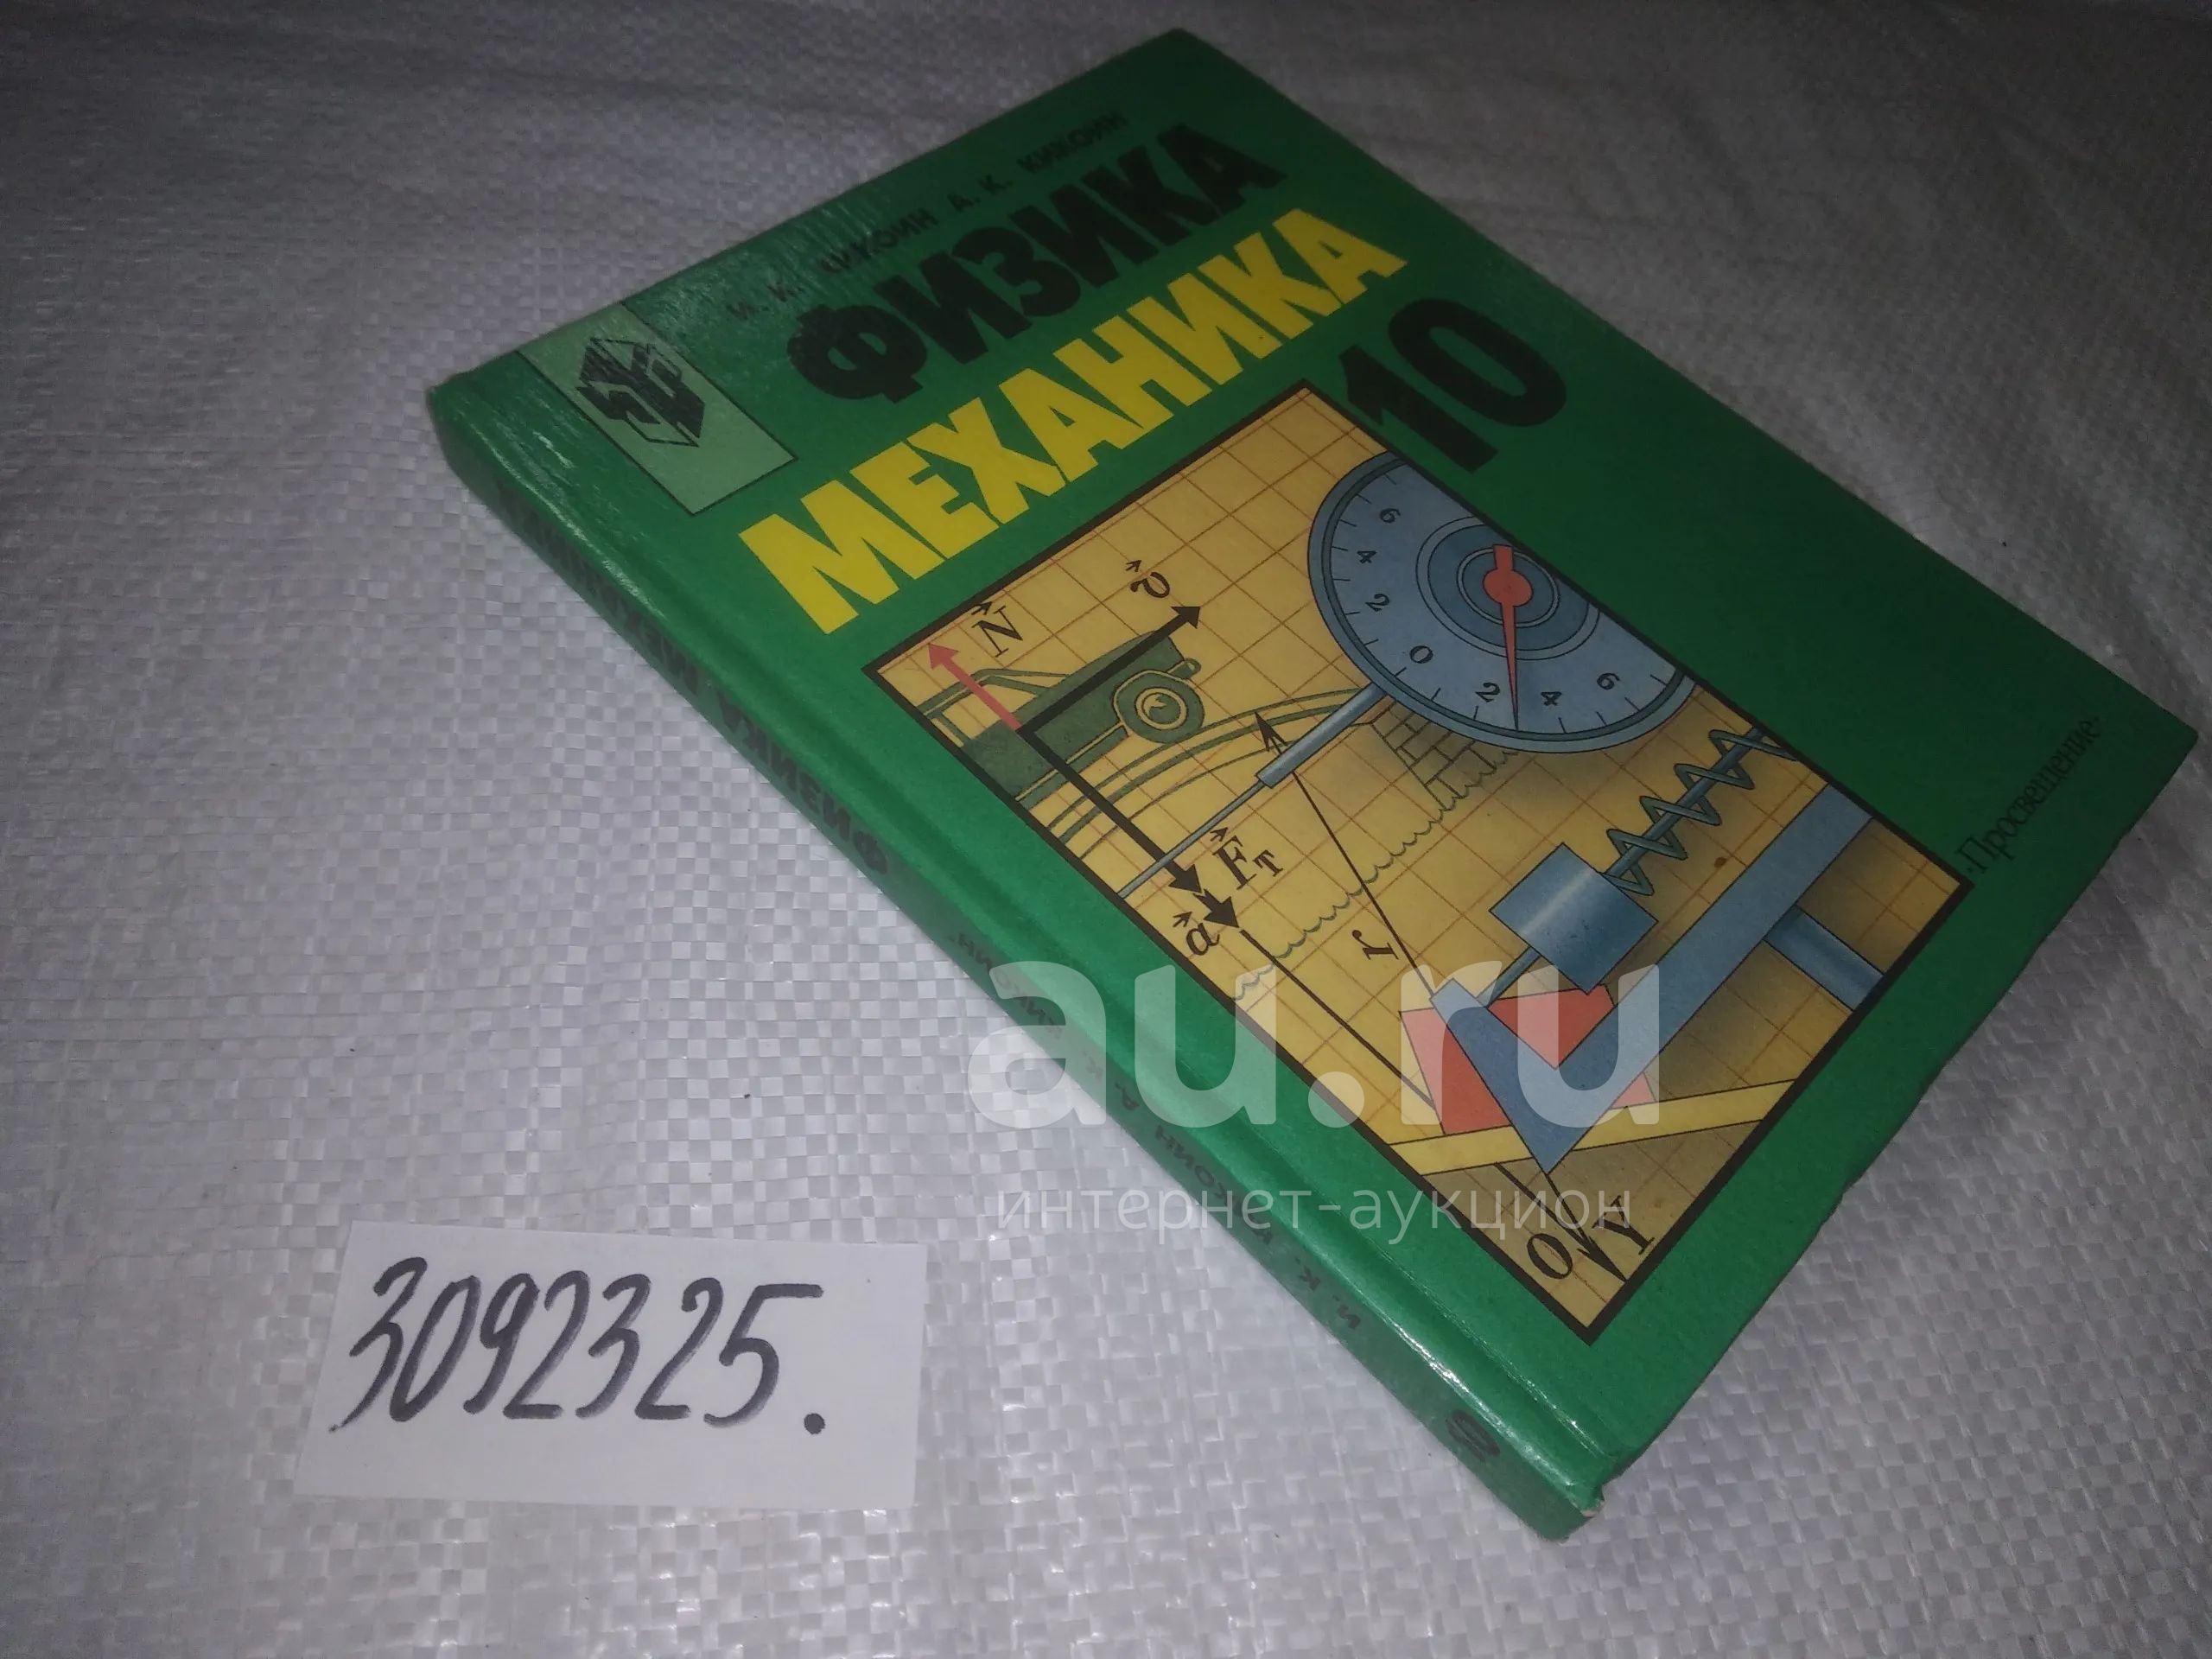 И. К. КИКОИН А. К. КИКОИН
ФИЗИКА
МЕХАНИКА
10
N
v
6
4
2
0
2
4
6
Fт
a
r
O
Y
«Просвещение»
И. К. КИКОИН А. К. КИКОИН
ФИЗИКА МЕХАНИКА
3092325.
au.ru
интернет-аукцион